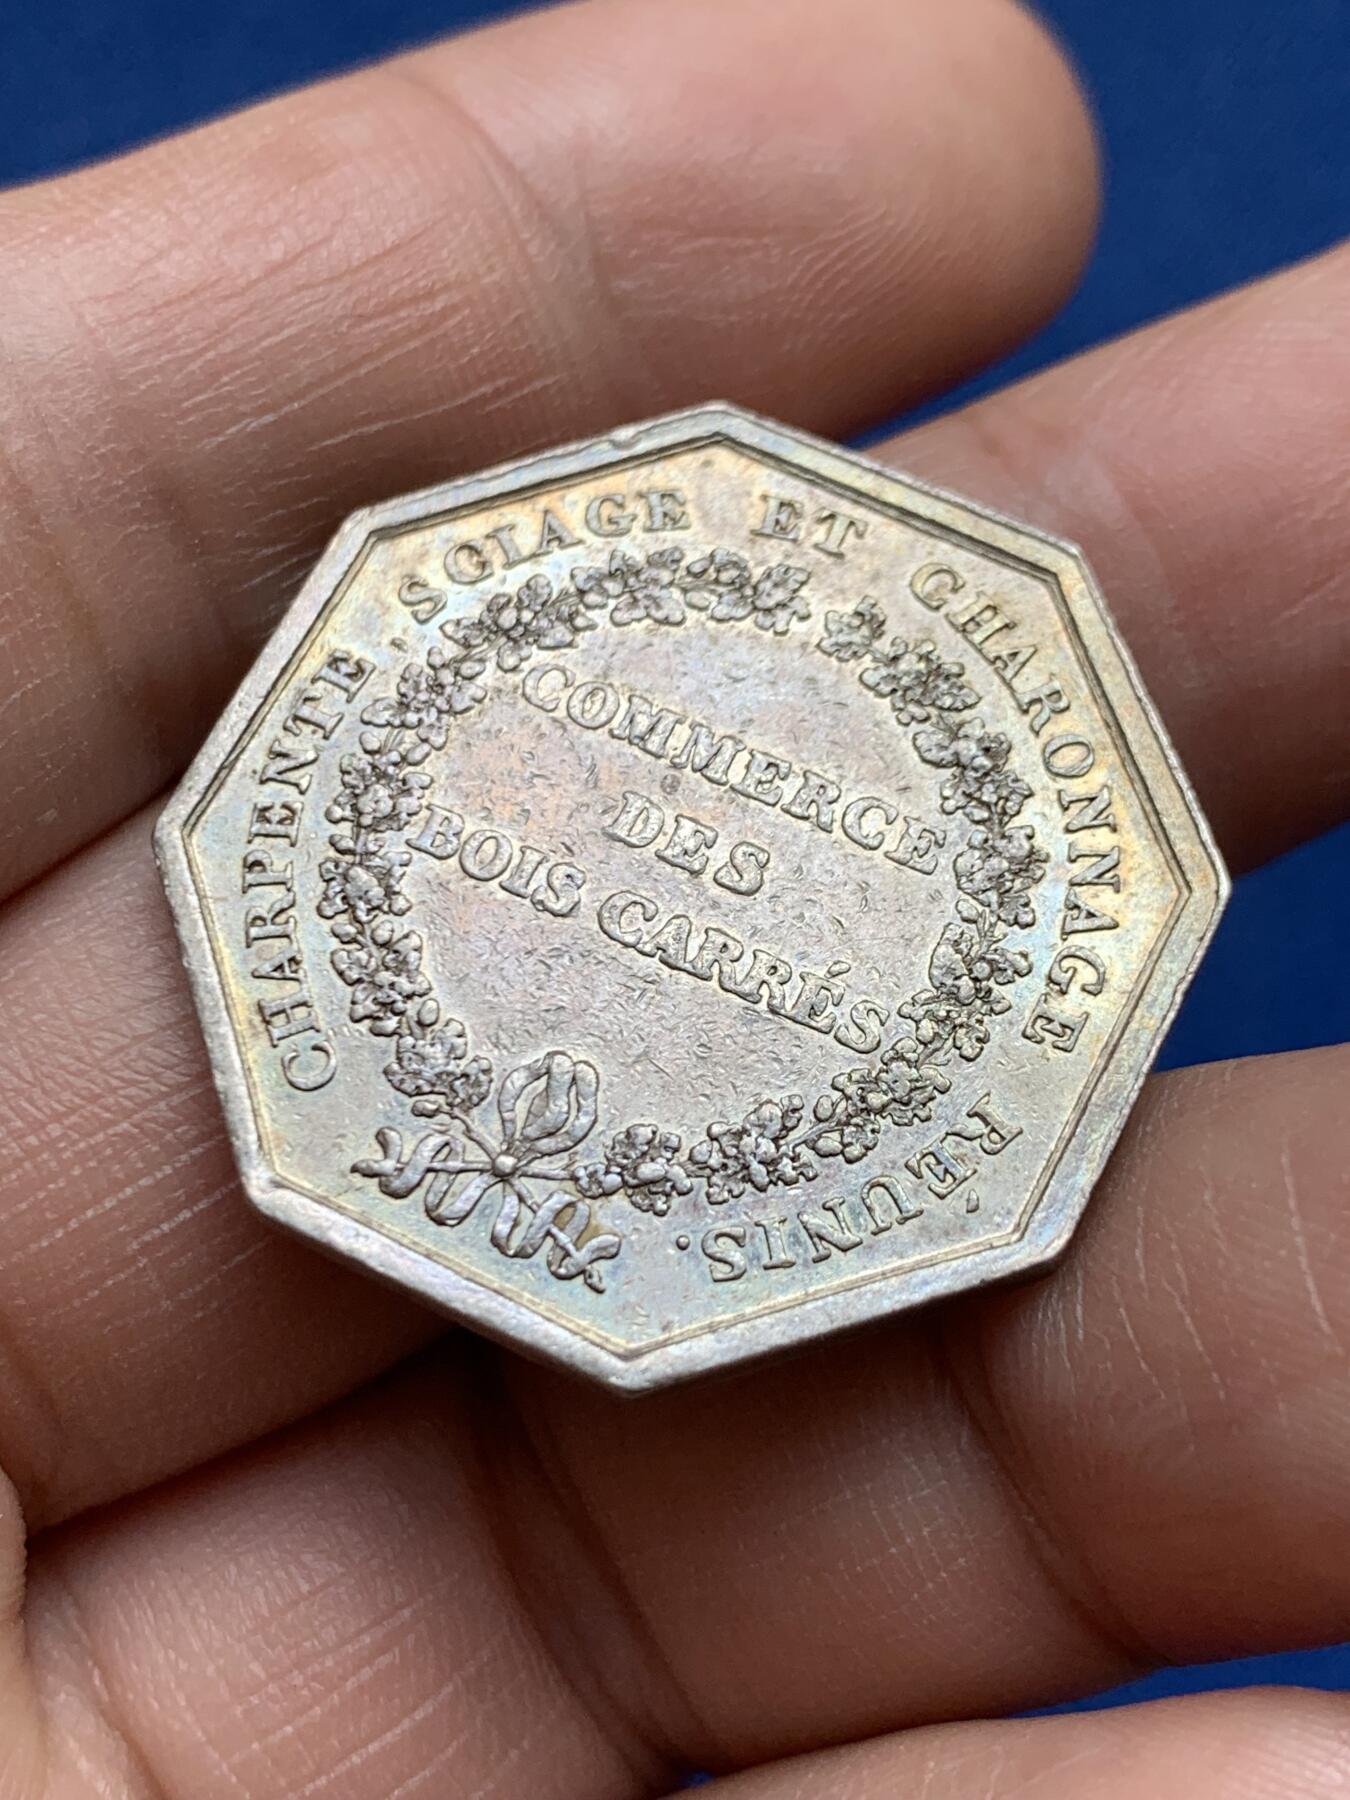 CHARPENTE, SCIAGE ET CHARONNAGE RÉUNIS.
COMMERCE
DES
BOIS CARRÉS